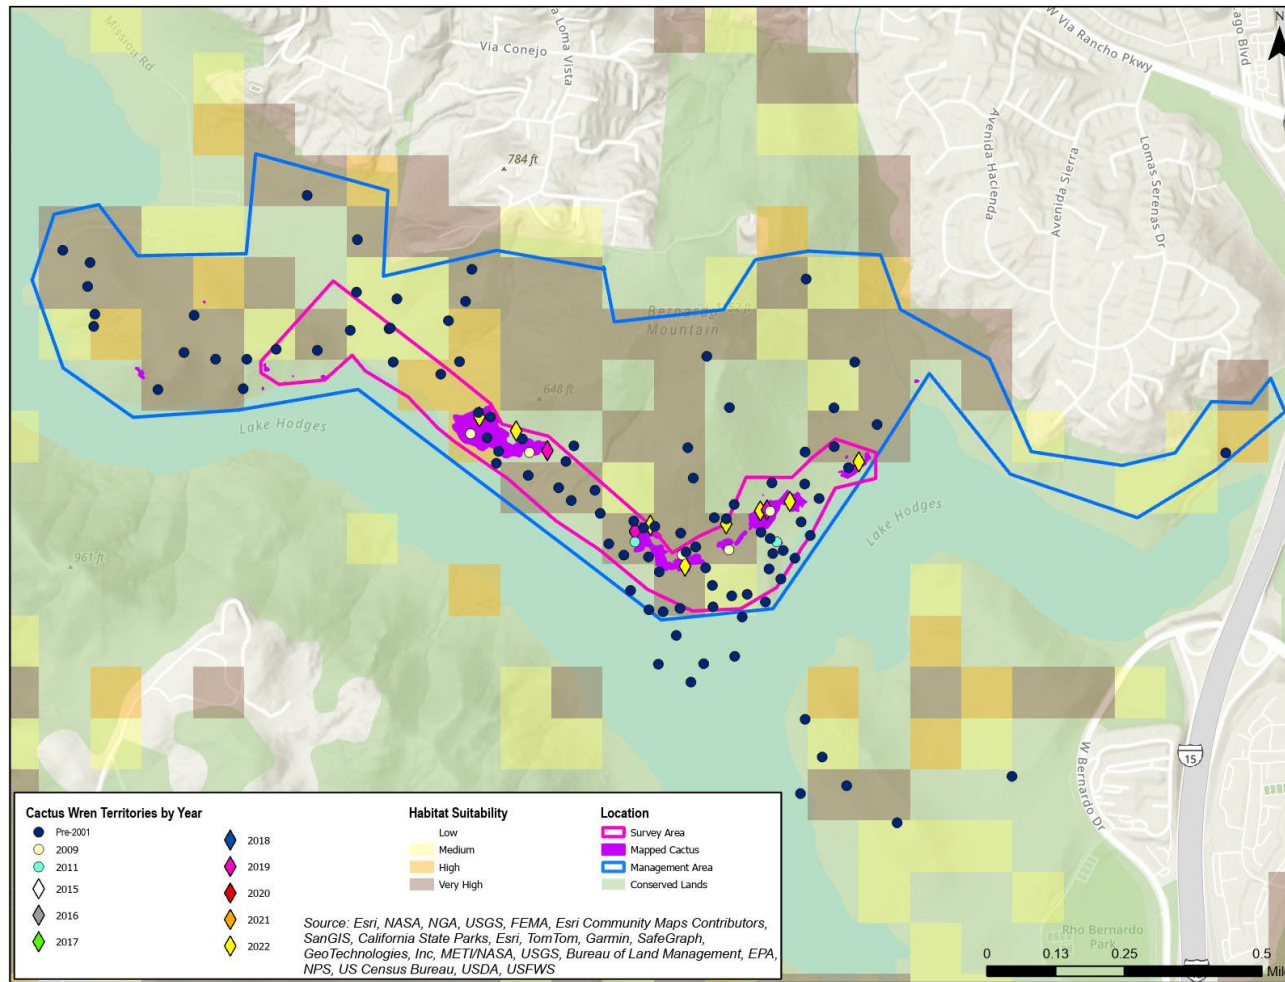 Mission Rd
Via Conejo
a Loma Vista
W Via Rancho Pkwy
ago Blvd
N
784 ft
Avenida Hacienda
Avenida Sierra
Lomas Serenas Dr
Mountain
648 ft
Lake Hodges
Lake Hodges
961 ft
15
W Bernardo Dr
Rho Bernardo
Park
15
Cactus Wren Territories by Year
Pre-2001
2009
2011
2015
2016
2017
2018
2019
2020
2021
2022
Habitat Suitability
Low
Medium
High
Very High
Location
Survey Area
Mapped Cactus
Management Area
Conserved Lands
Source: Esri, NASA, NGA, USGS, FEMA, Esri Community Maps Contributors,
SanGIS, California State Parks, Esri, TomTom, Garmin, SafeGraph,
GeoTechnologies, Inc, METI/NASA, USGS, Bureau of Land Management, EPA,
NPS, US Census Bureau, USDA, USFWS
0 0.13 0.25 0.5
Mil